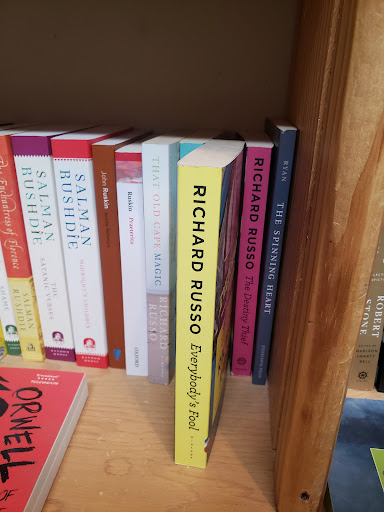 The Enchantress of Florence
SALMAN RUSHDIE
SALMAN RUSHDIE
THE SATANIC VERSES
SALMAN RUSHDIE
MIDNIGHT'S CHILDREN
John Ruskin
Ruskin Praeterita
OXFORD
THAT OLD CAPE MAGIC
RICHARD RUSSO
RICHARD RUSSO Everybody's Fool
RICHARD RUSSO The Destiny Thief
RYAN THE SPINNING HEART
ROBERT STONE
ORWELL
OF